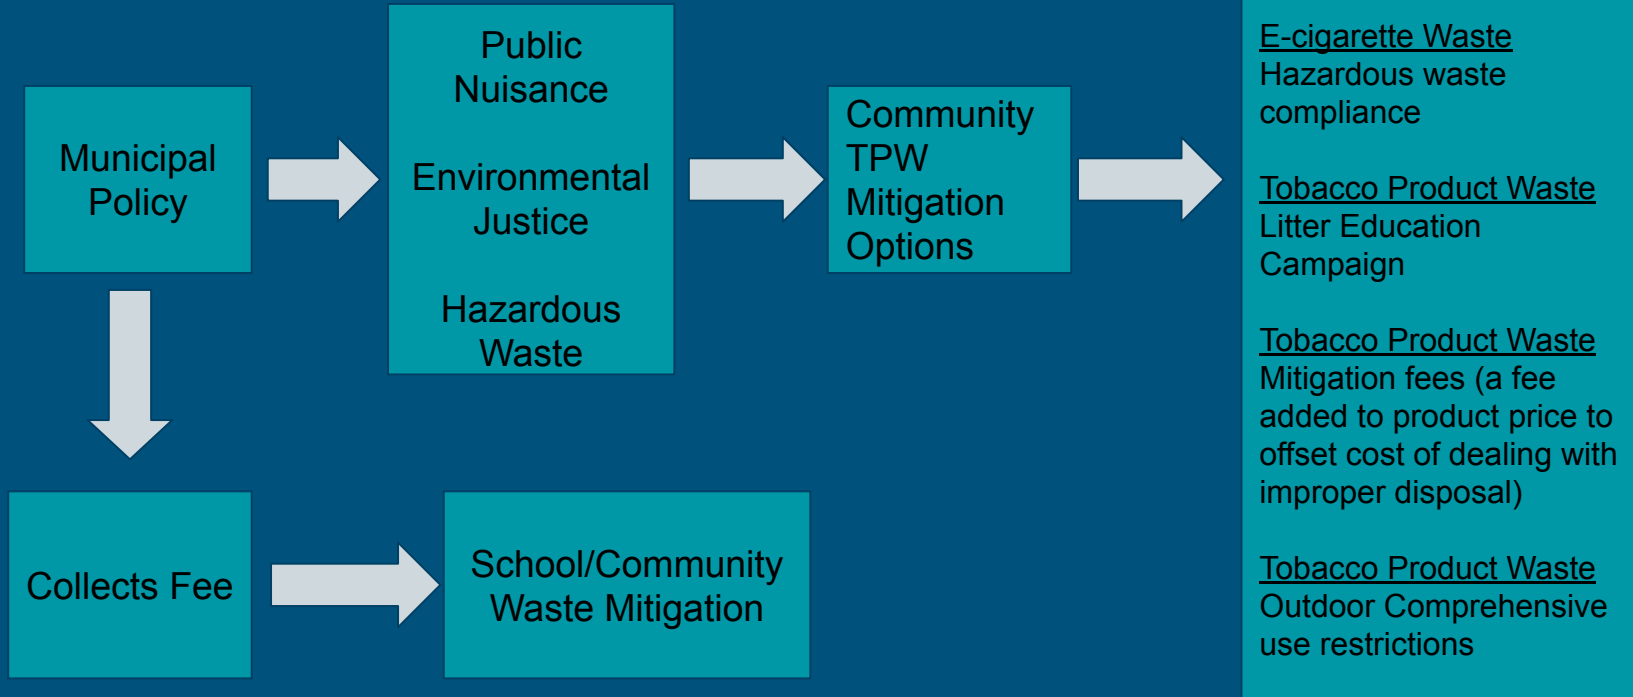 Municipal
Policy
Public
Nuisance
Environmental
Justice
Hazardous
Waste
Community
TPW
Mitigation
Options
E-cigarette Waste
Hazardous waste
compliance
Tobacco Product Waste
Litter Education
Campaign
Tobacco Product Waste
Mitigation fees (a fee
added to product price to
offset cost of dealing with
improper disposal)
Tobacco Product Waste
Outdoor Comprehensive
use restrictions
Collects Fee
School/Community
Waste Mitigation